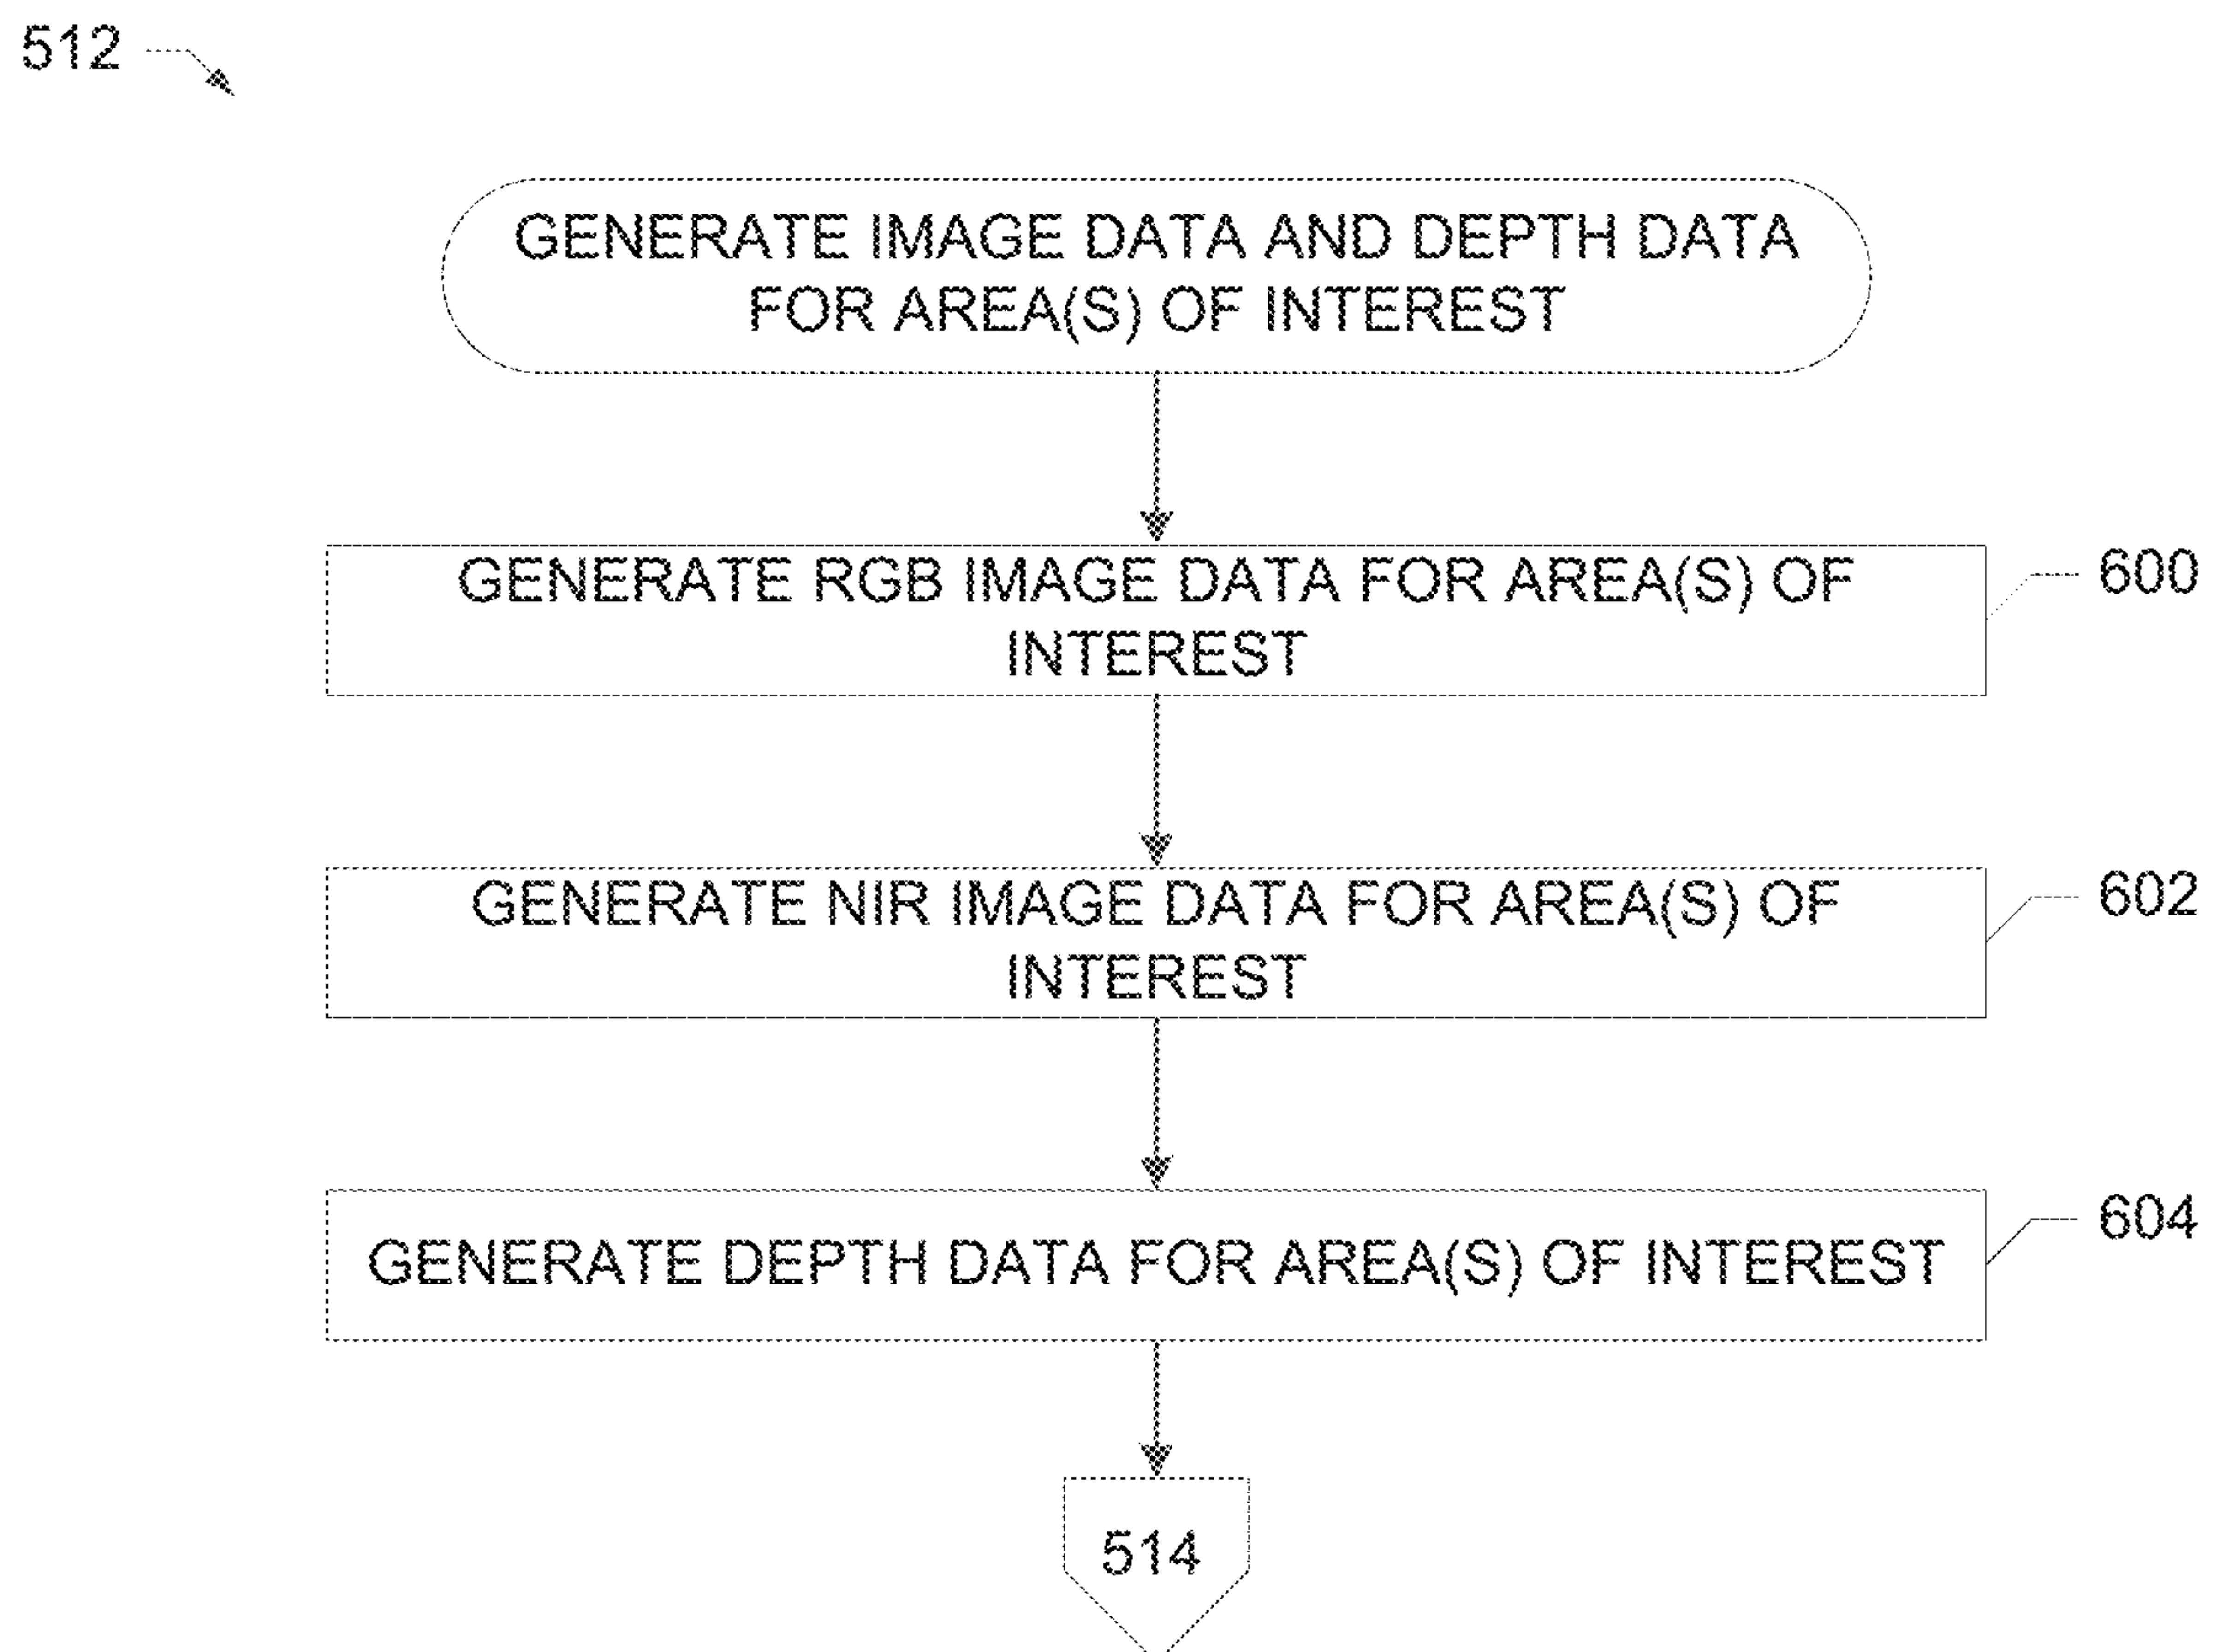 512
GENERATE IMAGE DATA AND DEPTH DATA
FOR AREA(S) OF INTEREST
GENERATE RGB IMAGE DATA FOR AREA(S) OF
INTEREST
600
GENERATE NIR IMAGE DATA FOR AREA(S) OF
INTEREST
602
GENERATE DEPTH DATA FOR AREA(S) OF INTEREST
604
514